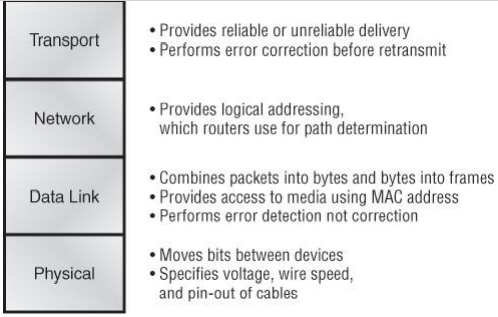 Transport
• Provides reliable or unreliable delivery
• Performs error correction before retransmit
Network
• Provides logical addressing,
which routers use for path determination
Data Link
• Combines packets into bytes and bytes into frames
• Provides access to media using MAC address
• Performs error detection not correction
Physical
• Moves bits between devices
• Specifies voltage, wire speed,
and pin-out of cables